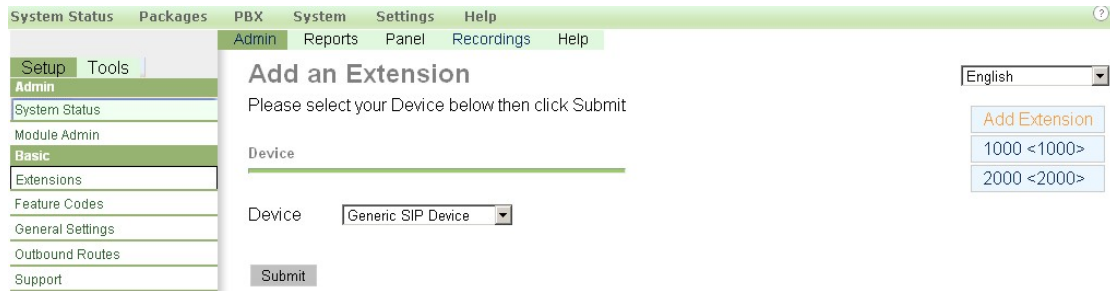 System Status Packages PBX System Settings Help ?
Admin Reports Panel Recordings Help
Setup Tools
Admin
System Status
Module Admin
Basic
Extensions
Feature Codes
General Settings
Outbound Routes
Support
Add an Extension
Please select your Device below then click Submit
Device
Device Generic SIP Device
Submit
English
Add Extension
1000 <1000>
2000 <2000>